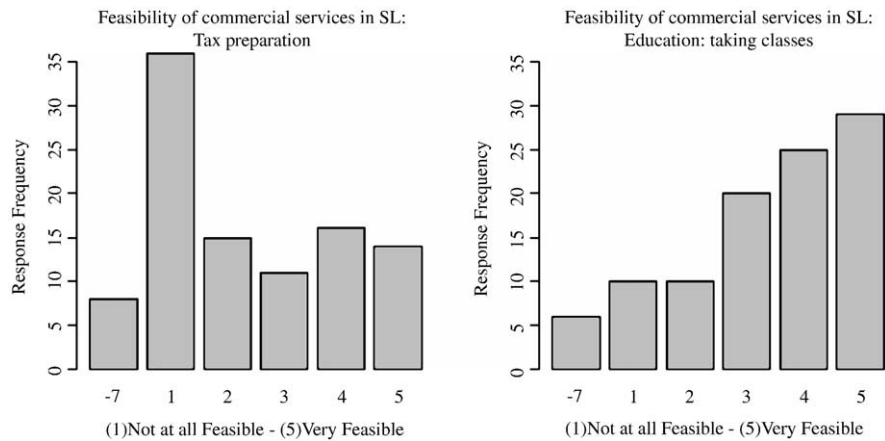 Feasibility of commercial services in SL:
Tax preparation
Response Frequency
0
5
10
15
20
25
30
35
-7 1 2 3 4 5
(1)Not at all Feasible - (5)Very Feasible
Feasibility of commercial services in SL:
Education: taking classes
Response Frequency
0
5
10
15
20
25
30
35
-7 1 2 3 4 5
(1)Not at all Feasible - (5)Very Feasible